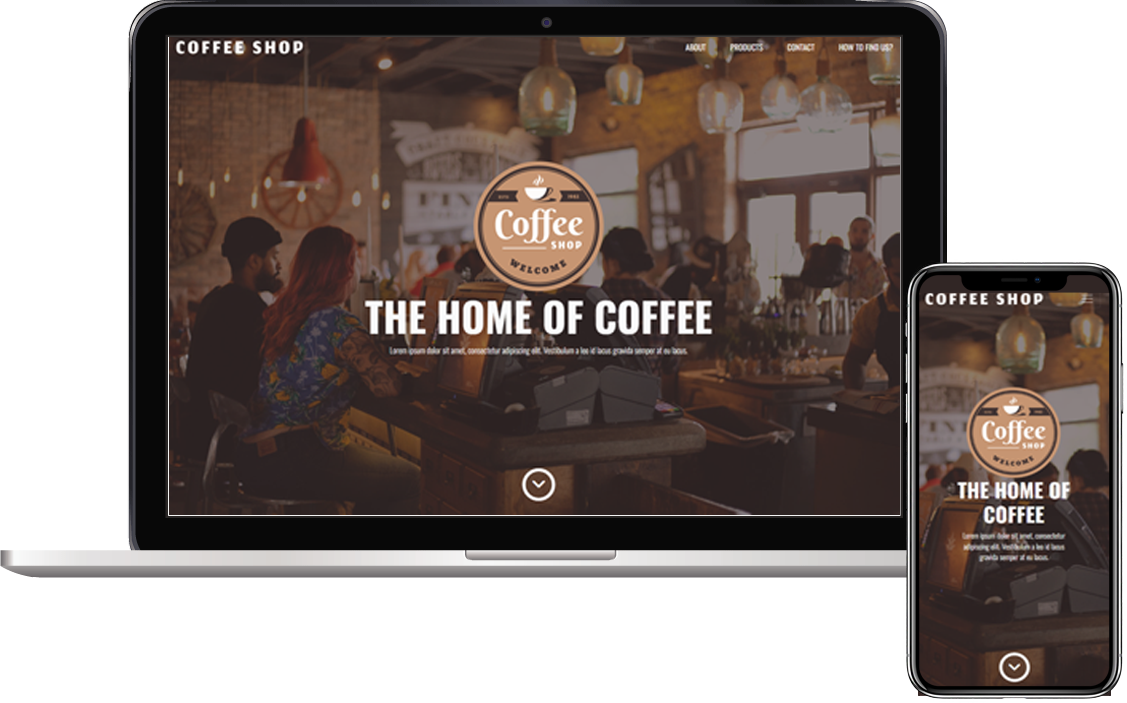 COFFEE SHOP
ABOUT PRODUCTS CONTACT HOW TO FIND US?
Coffee
SHOP
WELCOME
THE HOME OF COFFEE
Lorem ipsum dolor sit amet, consectetur adipiscing elit. Vestibulum a leo id lacus gravida semper at eu lacus.
COFFEE SHOP
Coffee
SHOP
WELCOME
THE HOME OF
COFFEE
Lorem ipsum dolor sit amet, consectetur
adipiscing elit. Vestibulum a leo id lacus
gravida semper at eu lacus.